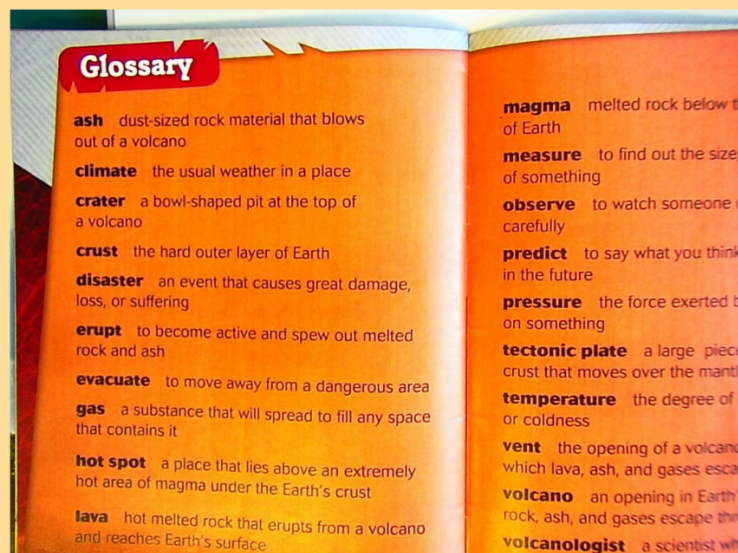 Glossary
ash dust-sized rock material that blows
out of a volcano
climate the usual weather in a place
crater a bowl-shaped pit at the top of
a volcano
crust the hard outer layer of Earth
disaster an event that causes great damage,
loss, or suffering
erupt to become active and spew out melted
rock and ash
evacuate to move away from a dangerous area
gas a substance that will spread to fill any space
that contains it
hot spot a place that lies above an extremely
hot area of magma under the Earth's crust
lava hot melted rock that erupts from a volcano
and reaches Earth's surface
magma melted rock below
of Earth
measure to find out the size
of something
observe to watch someone
carefully
predict to say what you think
in the future
pressure the force exerted
on something
tectonic plate a large piece
crust that moves over the
temperature the degree of
or coldness
vent the opening of a
which lava, ash, and gases
volcano an opening in Earth's
rock, ash, and gases escape
volcanologist a scientist